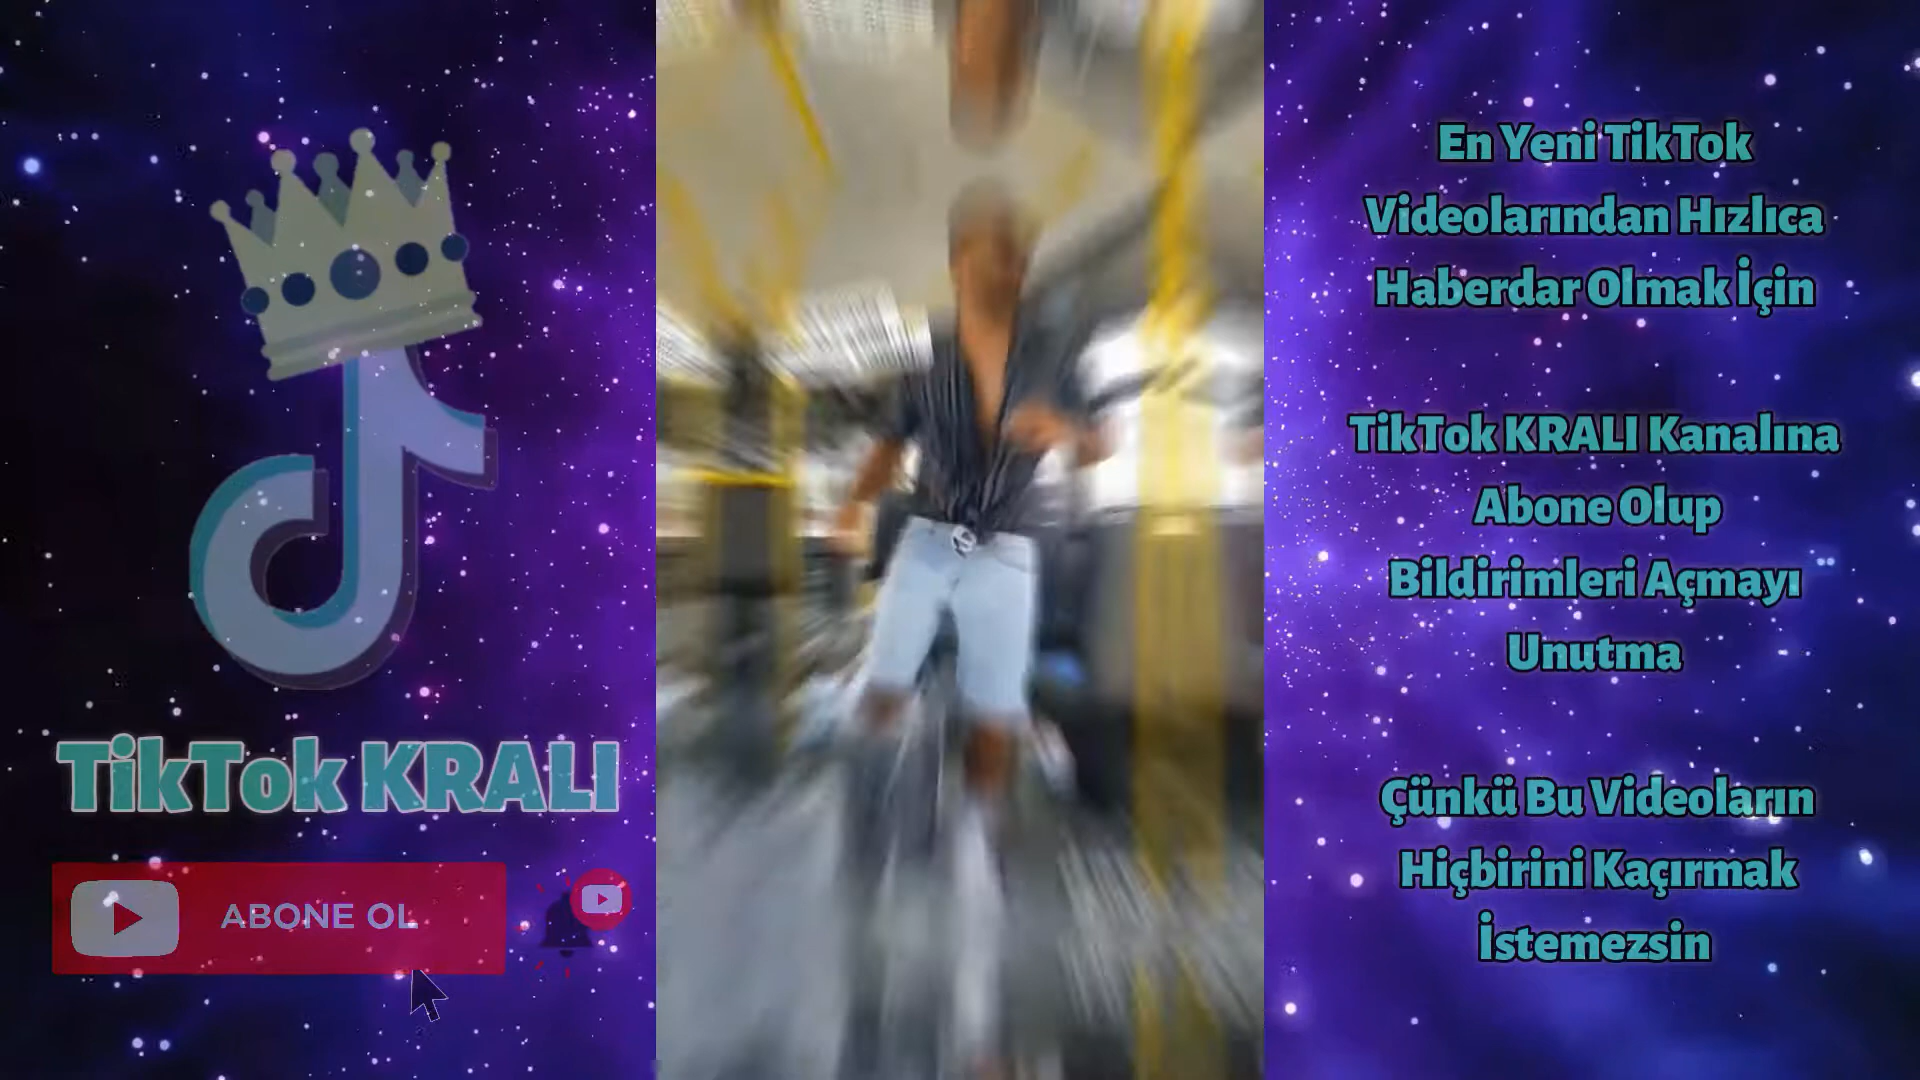 TikTok KRALI
ABONE OL
En Yeni TikTok
Videolarından Hızlıca
Haberdar Olmak İçin
TikTok KRALI Kanalına
Abone Olup
Bildirimleri Açmayı
Unutma
Çünkü Bu Videoların
Hiçbirini Kaçırmak
İstemezsin